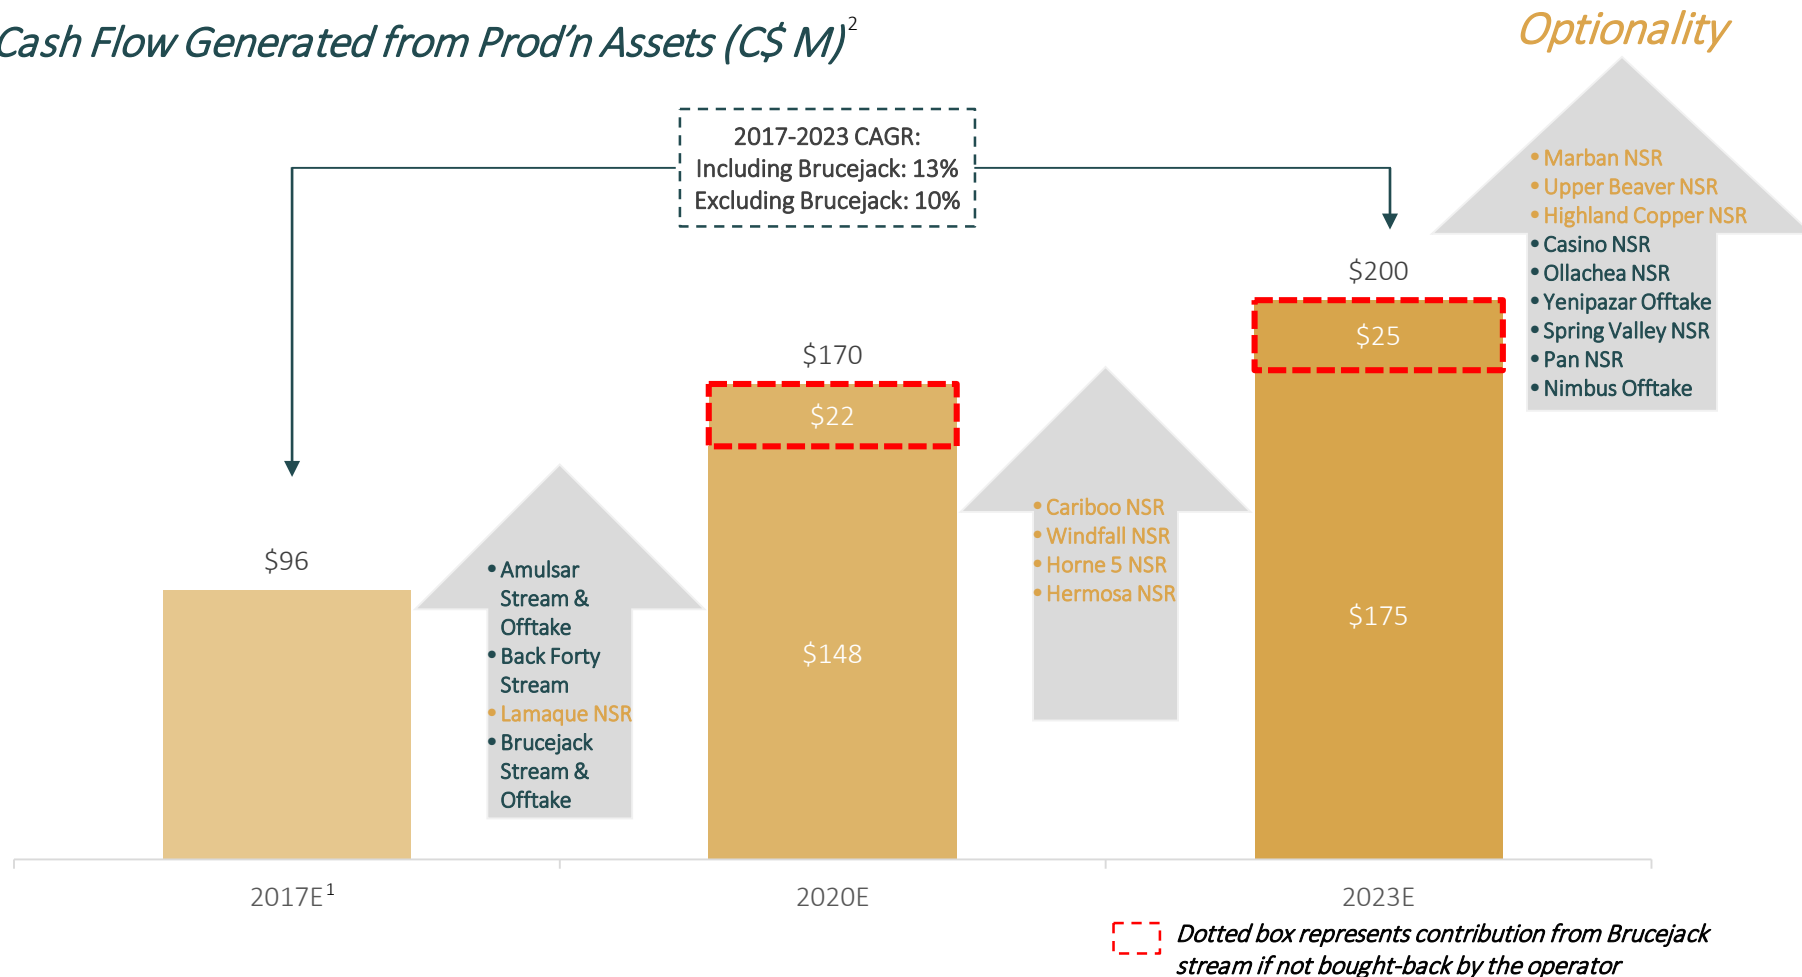 Cash Flow Generated from Prod'n Assets (C$ M)2
Optionality
2017-2023 CAGR:
Including Brucejack: 13%
Excluding Brucejack: 10%
• Marban NSR
• Upper Beaver NSR
• Highland Copper NSR
• Casino NSR
• Ollachea NSR
• Yenipazar Offtake
• Spring Valley NSR
• Pan NSR
• Nimbus Offtake
$200
$25
$175
$170
$22
$148
• Cariboo NSR
• Windfall NSR
• Horne 5 NSR
• Hermosa NSR
$96
• Amulsar
Stream &
Offtake
• Back Forty
Stream
• Lamaque NSR
• Brucejack
Stream &
Offtake
2017E1
2020E
2023E
Dotted box represents contribution from Brucejack
stream if not bought-back by the operator